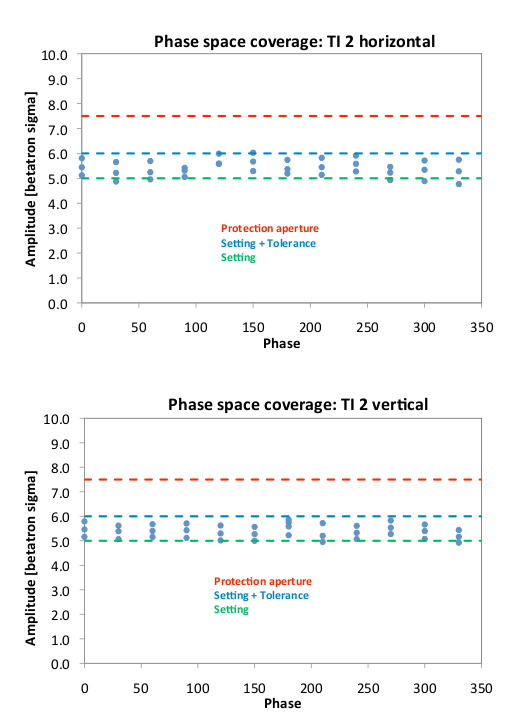 Phase space coverage: TI 2 horizontal
10.0
9.0
8.0
7.0
6.0
5.0
4.0
3.0
2.0
1.0
0.0
Amplitude [betatron sigma]
Protection aperture
Setting + Tolerance
Setting
0 50 100 150 200 250 300 350
Phase
Phase space coverage: TI 2 vertical
10.0
9.0
8.0
7.0
6.0
5.0
4.0
3.0
2.0
1.0
0.0
Amplitude [betatron sigma]
Protection aperture
Setting + Tolerance
Setting
0 50 100 150 200 250 300 350
Phase